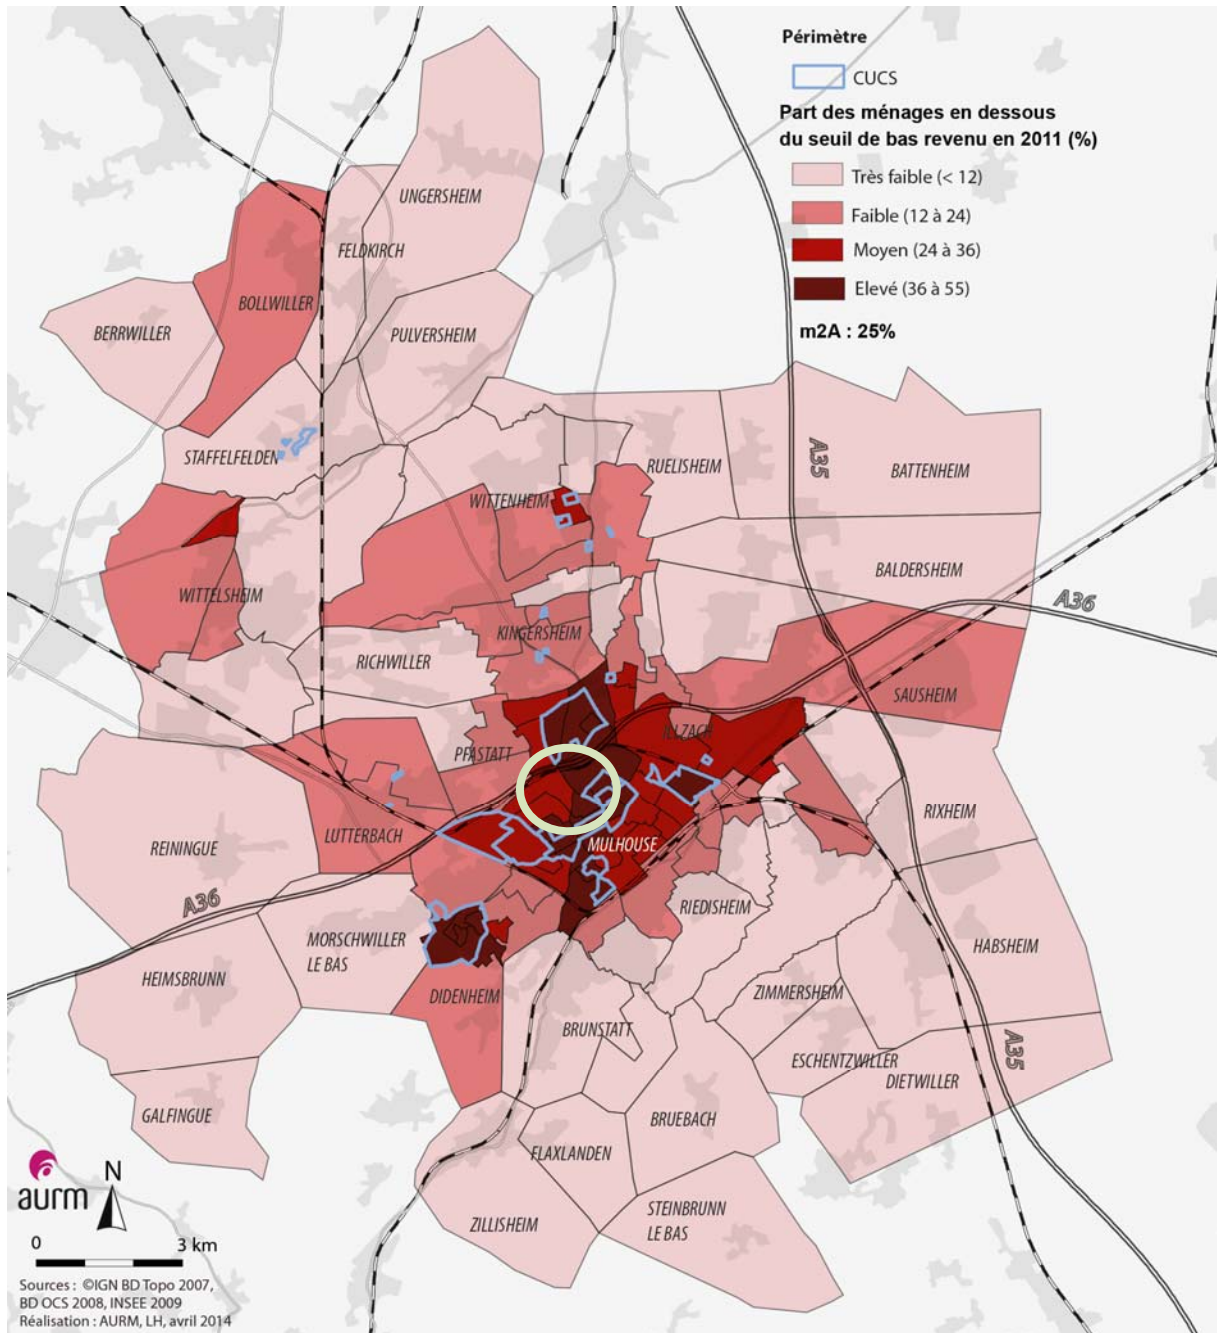 Périmètre
CUCS
Part des ménages en dessous
du seuil de bas revenu en 2011 (%)
Très faible (< 12)
Faible (12 à 24)
Moyen (24 à 36)
Elevé (36 à 55)
m2A : 25%
UNGERSHEIM
FELDKIRCH
BOLLWILLER
BERRWILLER
PULVERSHEIM
STAFFELFELDEN
RUELISHEIM
A35
BATTENHEIM
WITTENHEIM
BALDERSHEIM
WITTELSHEIM
A36
KINGERSHEIM
RICHWILLER
SAUSHEIM
ILLZACH
PFASTATT
RIXHEIM
LUTTERBACH
REININGUE
MULHOUSE
A36
RIEDISHEIM
MORSCHWILLER
LE BAS
HABSHEIM
HEIMSBRUNN
DIDENHEIM
ZIMMERSHEIM
BRUNSTATT
A35
ESCHENTZWILLER
DIETWILLER
GALFINGUE
BRUEBACH
FLAXLANDEN
STEINBRUNN
LE BAS
ZILLISHEIM
aurm
N
0
3 km
Sources : ©IGN BD Topo 2007,
BD OCS 2008, INSEE 2009
Réalisation : AURM, LH, avril 2014